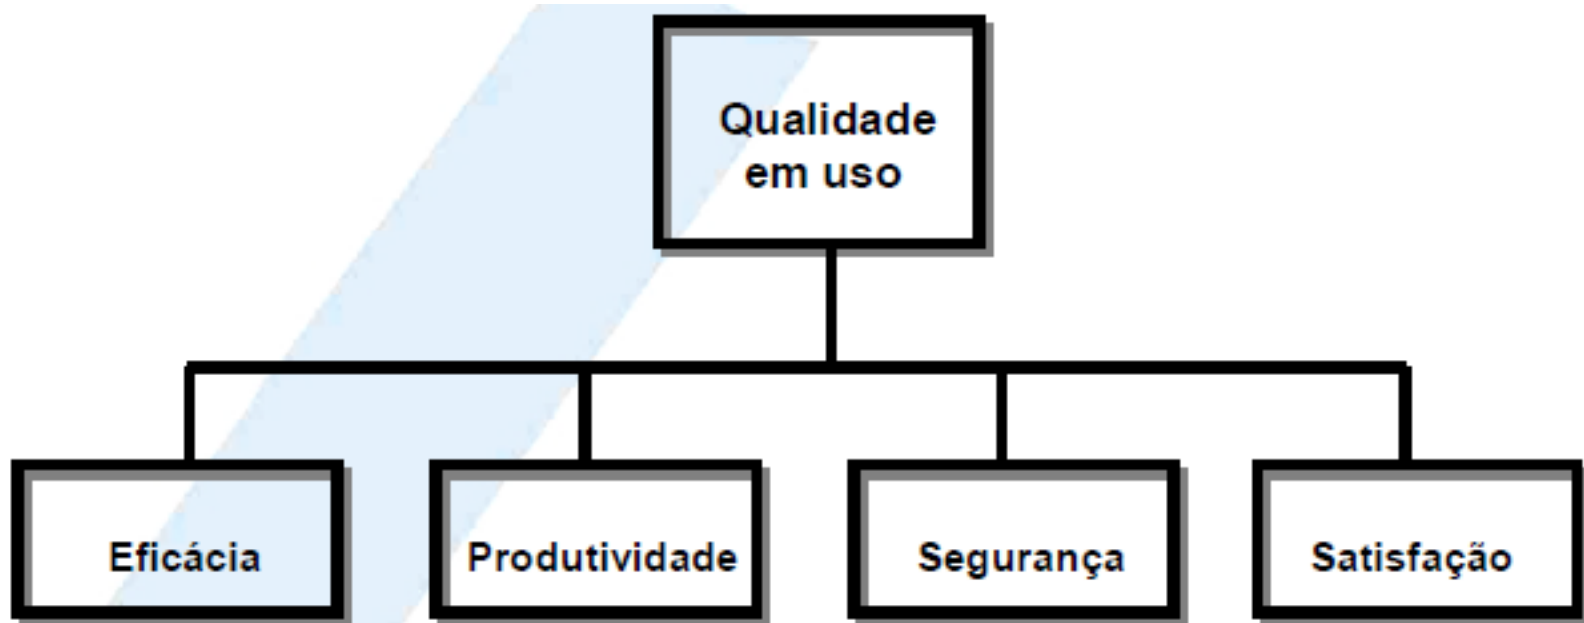 Qualidade
em uso
Eficácia
Produtividade
Segurança
Satisfação